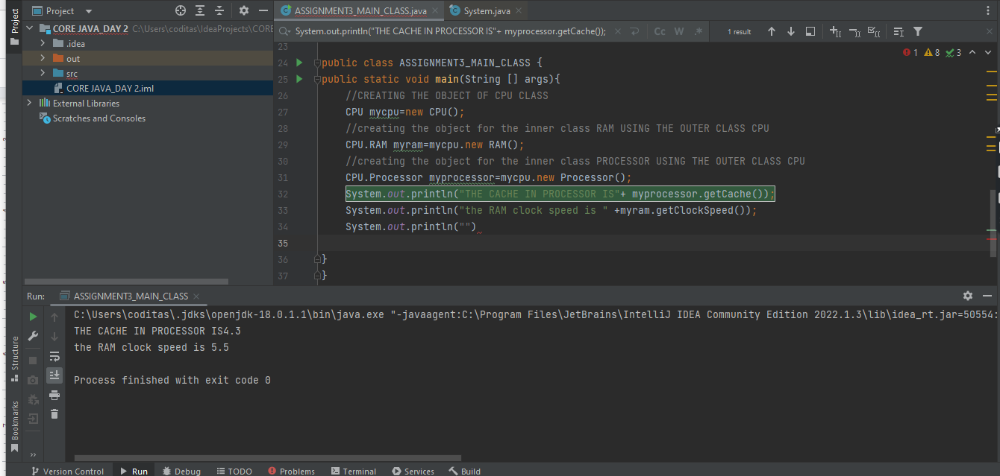 Project
ASSIGNMENT3_MAIN_CLASS.java
System.java
Project
CORE JAVA_DAY 2 C:\Users\coditas\IdeaProjects\CORE
.idea
out
src
CORE JAVA_DAY 2.iml
External Libraries
Scratches and Consoles
System.out.println("THE CACHE IN PROCESSOR IS"+ myprocessor.getCache());
Cc W .*
1 result
1 8 3
23
24 public class ASSIGNMENT3_MAIN_CLASS {
25 public static void main(String [] args){
26 //CREATING THE OBJECT OF CPU CLASS
27 CPU mycpu=new CPU();
28 //creating the object for the inner class RAM USING THE OUTER CLASS CPU
29 CPU.RAM myram=mycpu.new RAM();
30 //creating the object for the inner class PROCESSOR USING THE OUTER CLASS CPU
31 CPU.Processor myprocessor=mycpu.new Processor();
32 System.out.println("THE CACHE IN PROCESSOR IS"+ myprocessor.getCache());
33 System.out.println("the RAM clock speed is " +myram.getClockSpeed());
34 System.out.println("")
35
36 }
37 }
Run: ASSIGNMENT3_MAIN_CLASS
C:\Users\coditas\.jdks\openjdk-18.0.1.1\bin\java.exe "-javaagent:C:\Program Files\JetBrains\IntelliJ IDEA Community Edition 2022.1.3\lib\idea_rt.jar=50554:
THE CACHE IN PROCESSOR IS4.3
the RAM clock speed is 5.5
Process finished with exit code 0
Structure
Bookmarks
Version Control
Run
Debug
TODO
Problems
Terminal
Services
Build